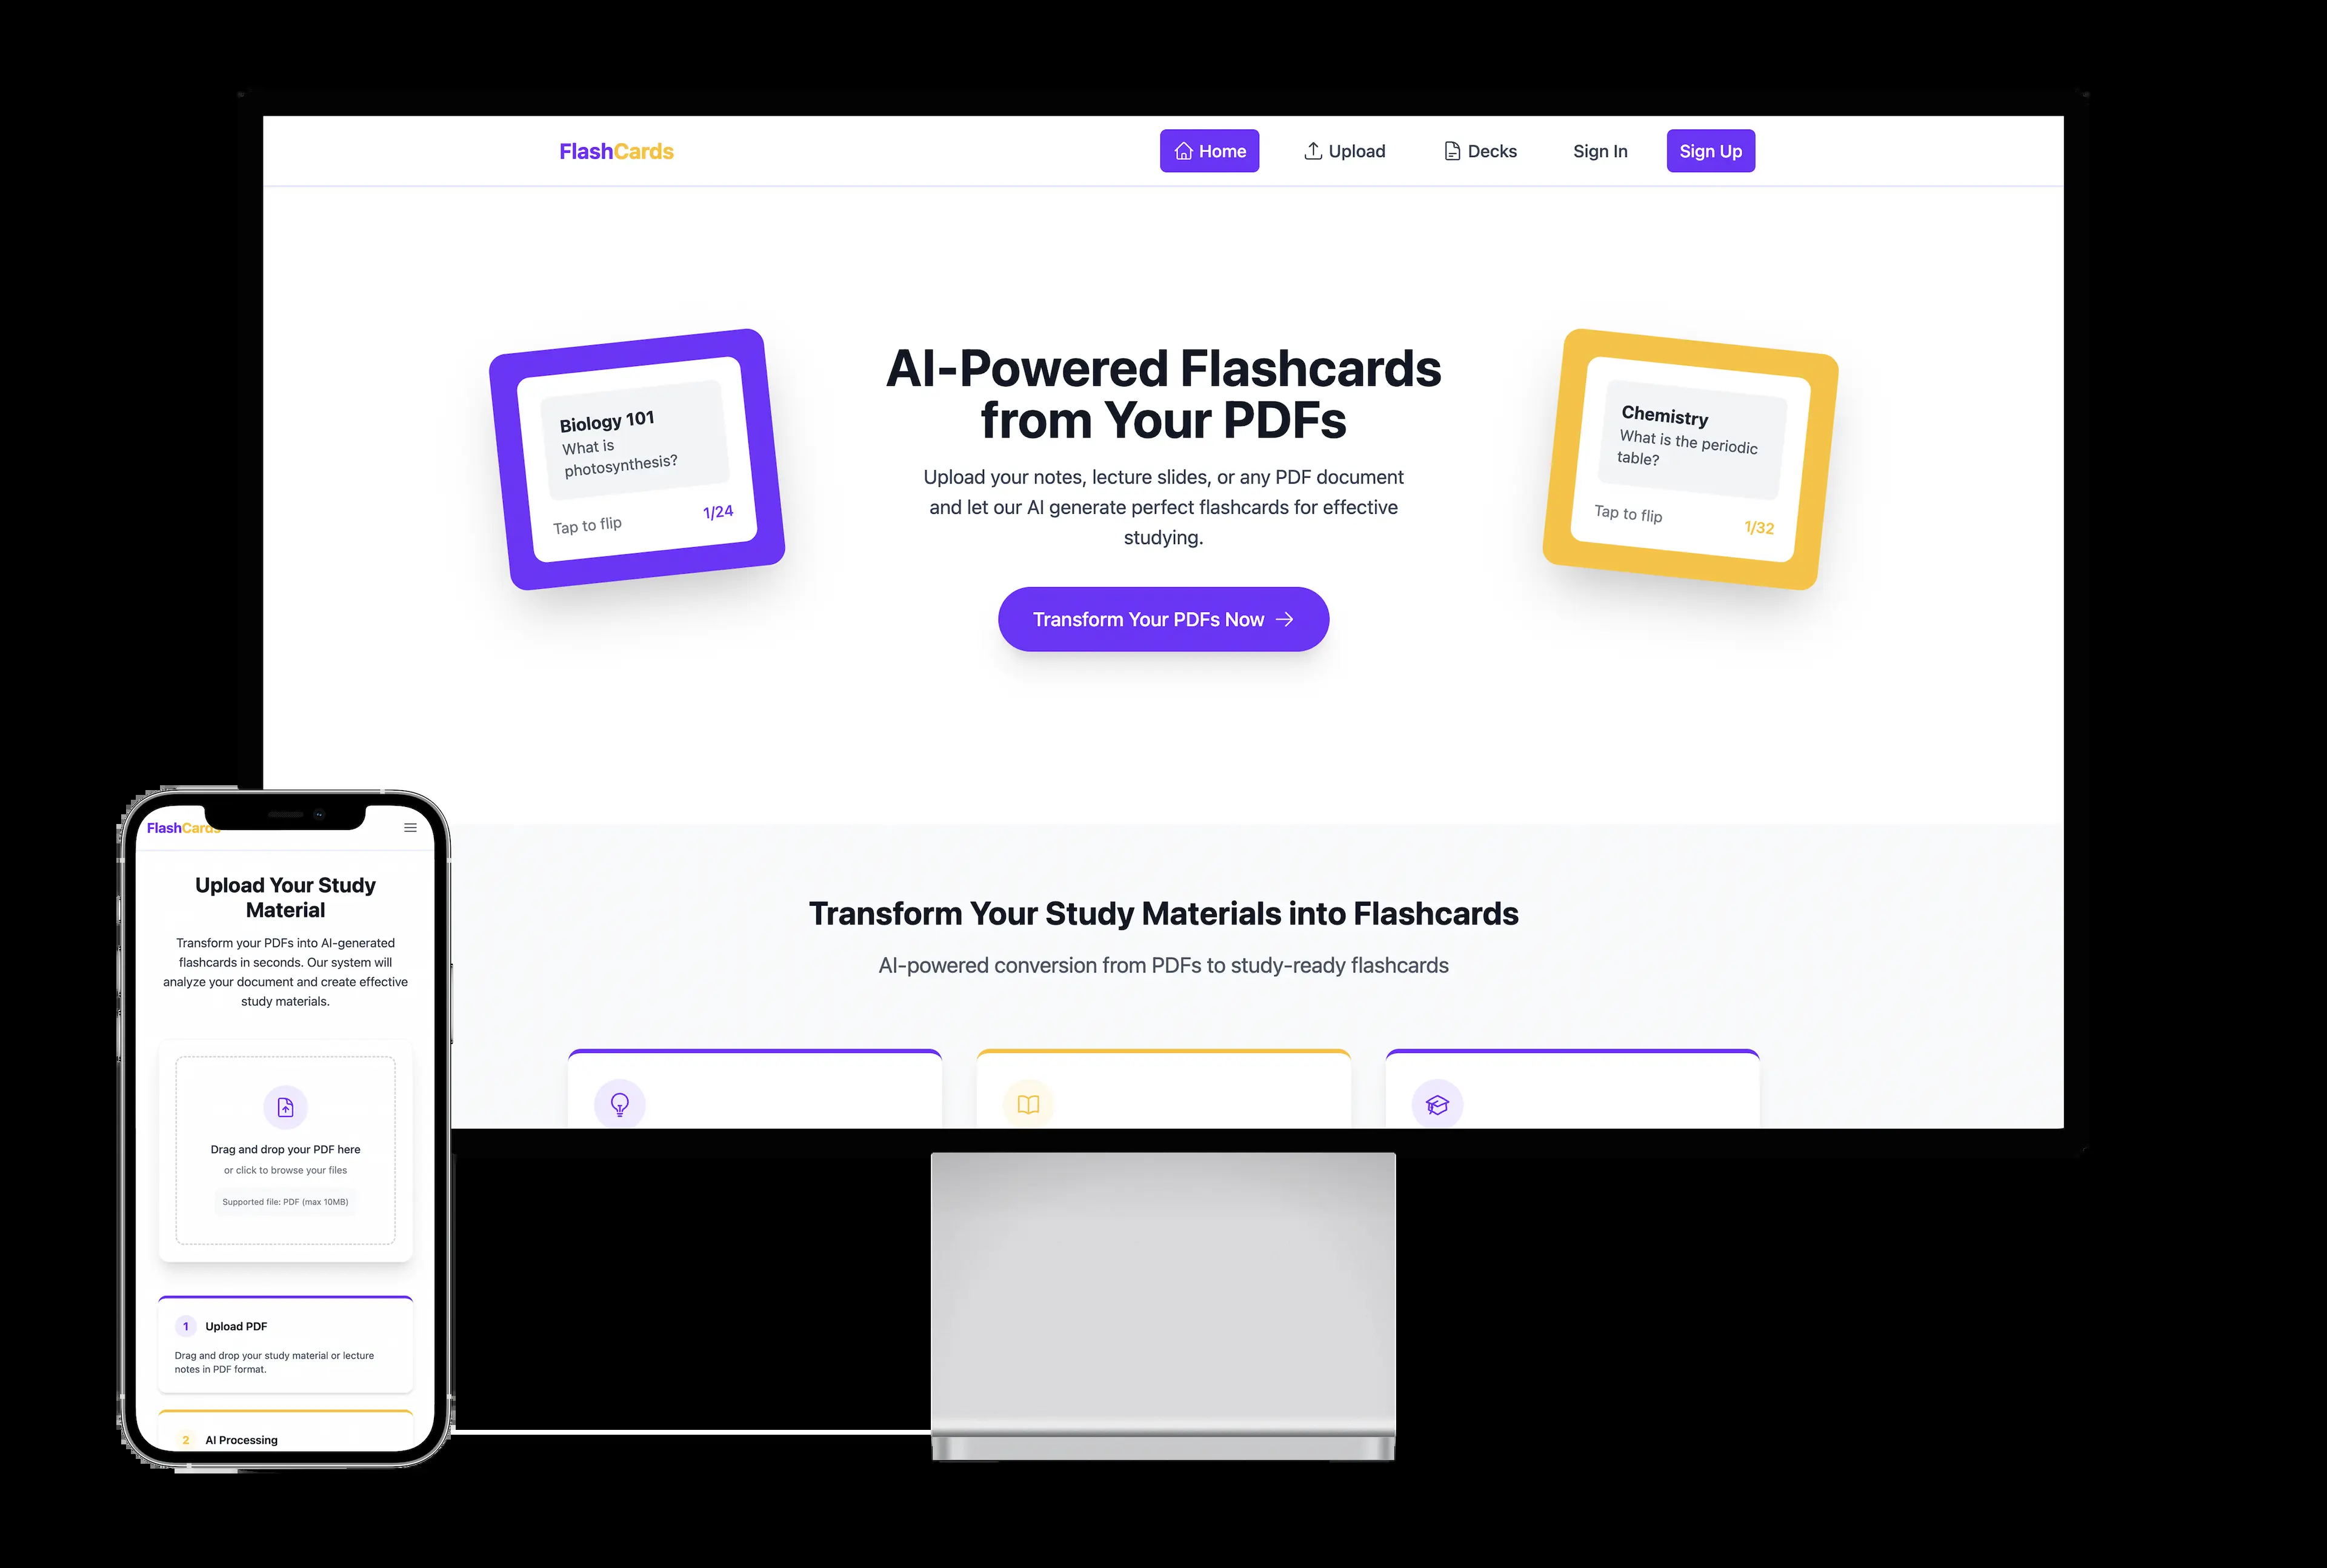 FlashCards
Home
Upload
Decks
Sign In
Sign Up
Biology 101
What is
photosynthesis?
Tap to flip
1/24
AI-Powered Flashcards
from Your PDFs
Upload your notes, lecture slides, or any PDF document
and let our AI generate perfect flashcards for effective
studying.
Transform Your PDFs Now
Chemistry
What is the periodic
table?
Tap to flip
1/32
Transform Your Study Materials into Flashcards
AI-powered conversion from PDFs to study-ready flashcards
FlashCards
Upload Your Study
Material
Transform your PDFs into AI-generated
flashcards in seconds. Our system will
analyze your document and create effective
study materials.
Drag and drop your PDF here
or click to browse your files
Supported file: PDF (max 10MB)
1 Upload PDF
Drag and drop your study material or lecture
notes in PDF format.
2 AI Processing